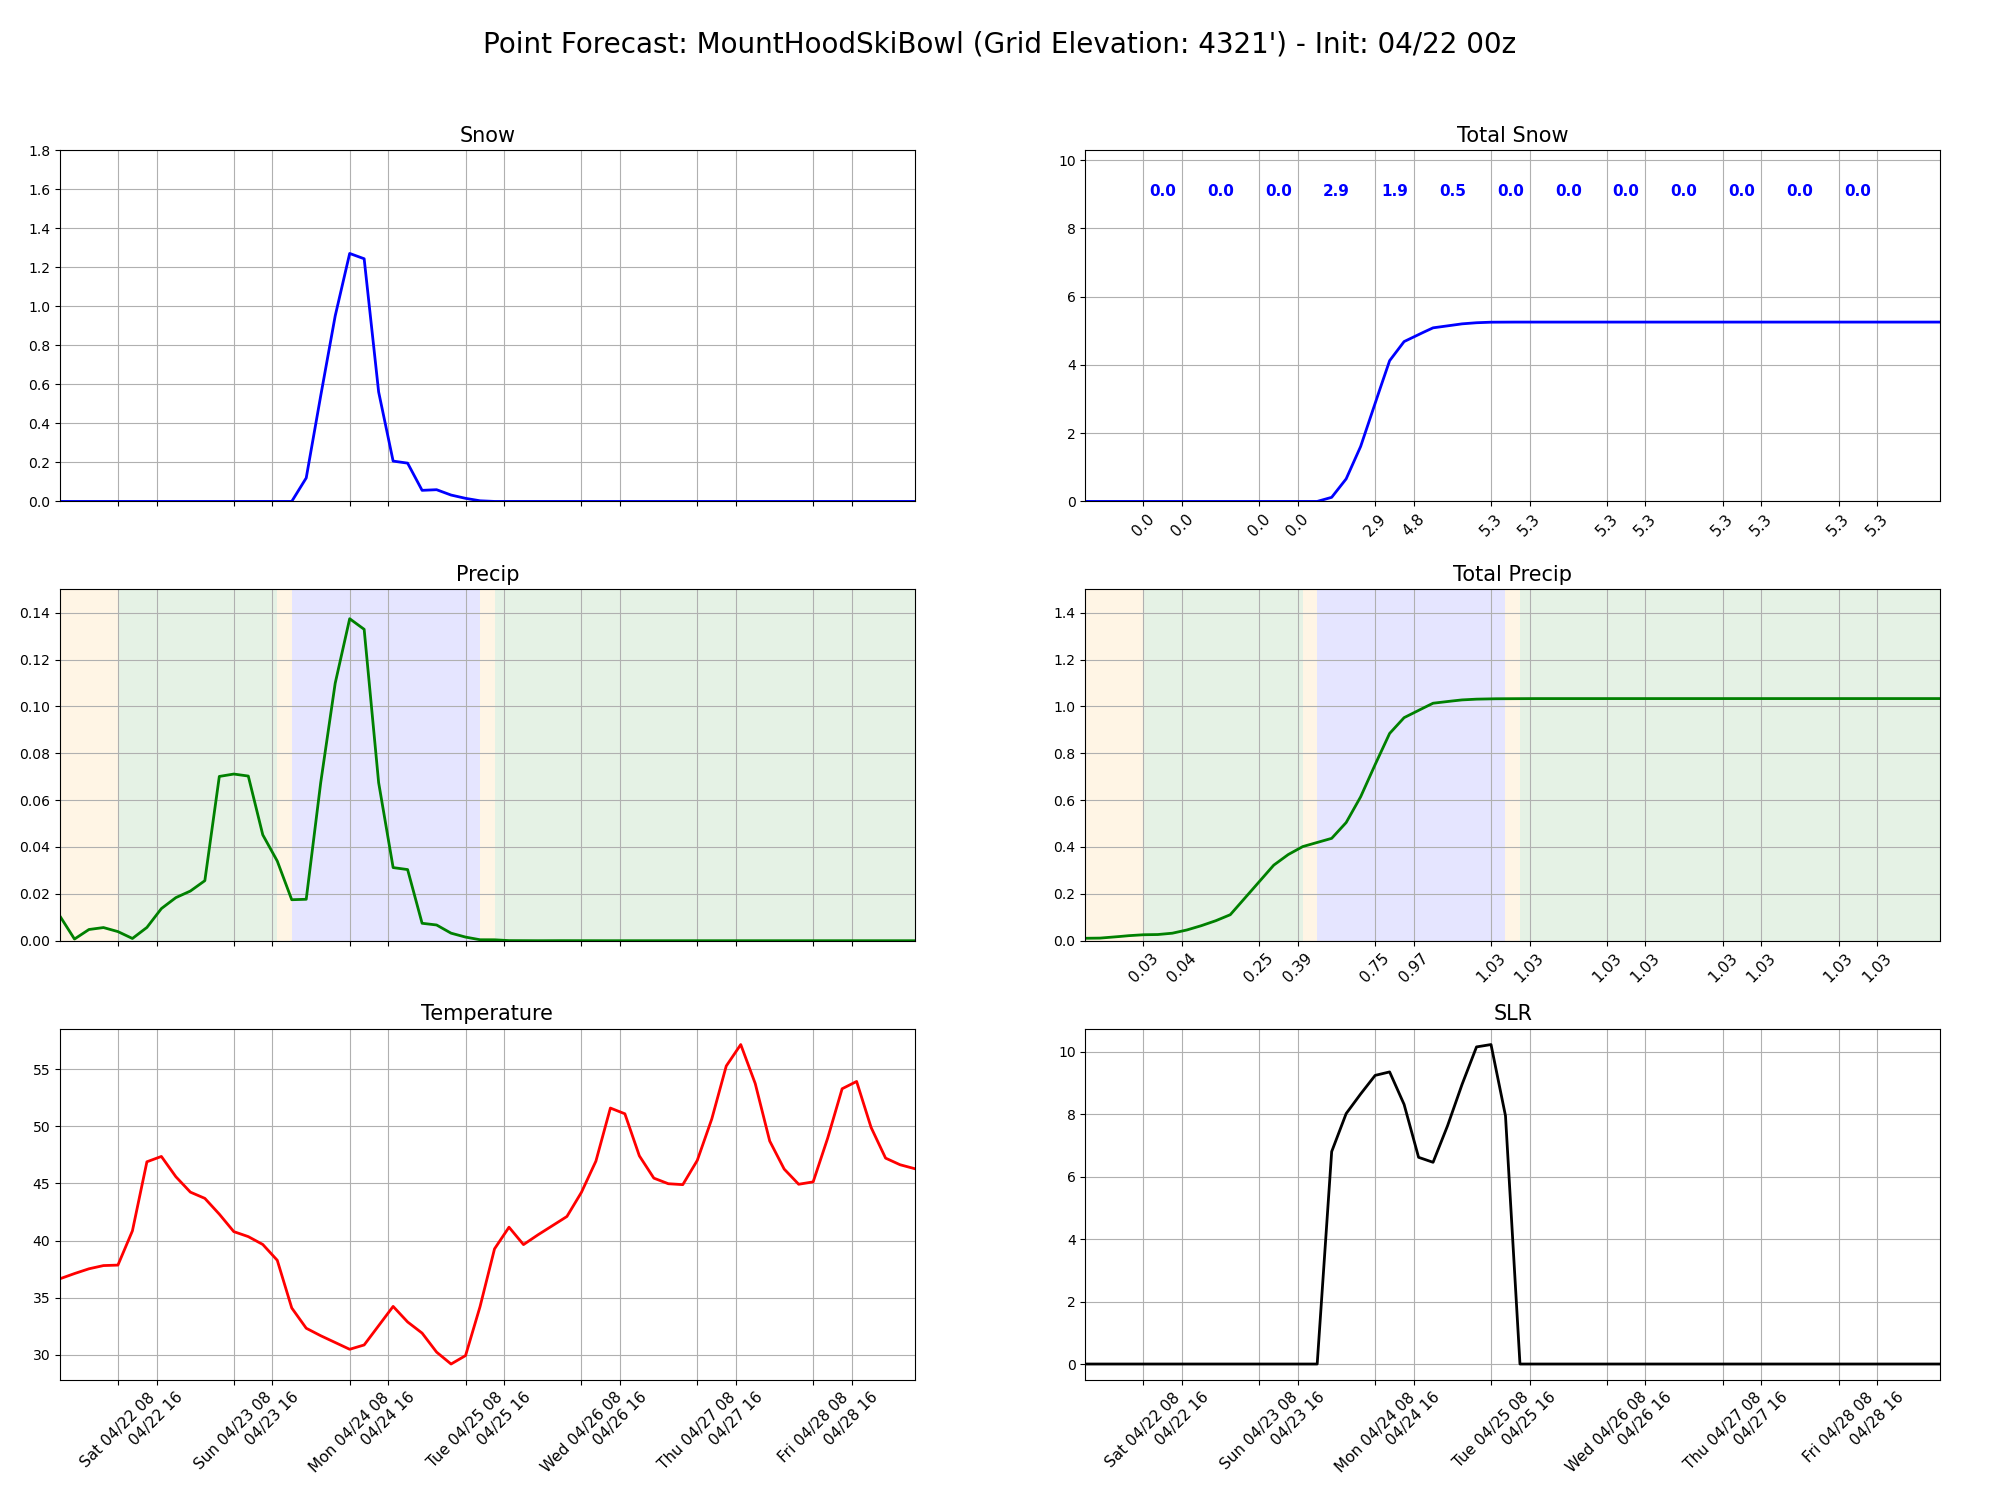 Point Forecast: MountHoodSkiBowl (Grid Elevation: 4321') - Init: 04/22 00z
Snow
1.8
1.6
1.4
1.2
1.0
0.8
0.6
0.4
0.2
0.0
Total Snow
10
8
6
4
2
0
0.0 0.0 0.0 2.9 1.9 0.5 0.0 0.0 0.0 0.0 0.0 0.0 0.0
0.0 0.0 0.0 0.0 2.9 4.8 5.3 5.3 5.3 5.3 5.3 5.3 5.3 5.3
Precip
0.14
0.12
0.10
0.08
0.06
0.04
0.02
0.00
Total Precip
1.4
1.2
1.0
0.8
0.6
0.4
0.2
0.0
0.03 0.04 0.25 0.39 0.75 0.97 1.03 1.03 1.03 1.03 1.03 1.03 1.03 1.03
Temperature
55
50
45
40
35
30
Sat 04/22 08
04/22 16
Sun 04/23 08
04/23 16
Mon 04/24 08
04/24 16
Tue 04/25 08
04/25 16
Wed 04/26 08
04/26 16
Thu 04/27 08
04/27 16
Fri 04/28 08
04/28 16
SLR
10
8
6
4
2
0
Sat 04/22 08
04/22 16
Sun 04/23 08
04/23 16
Mon 04/24 08
04/24 16
Tue 04/25 08
04/25 16
Wed 04/26 08
04/26 16
Thu 04/27 08
04/27 16
Fri 04/28 08
04/28 16